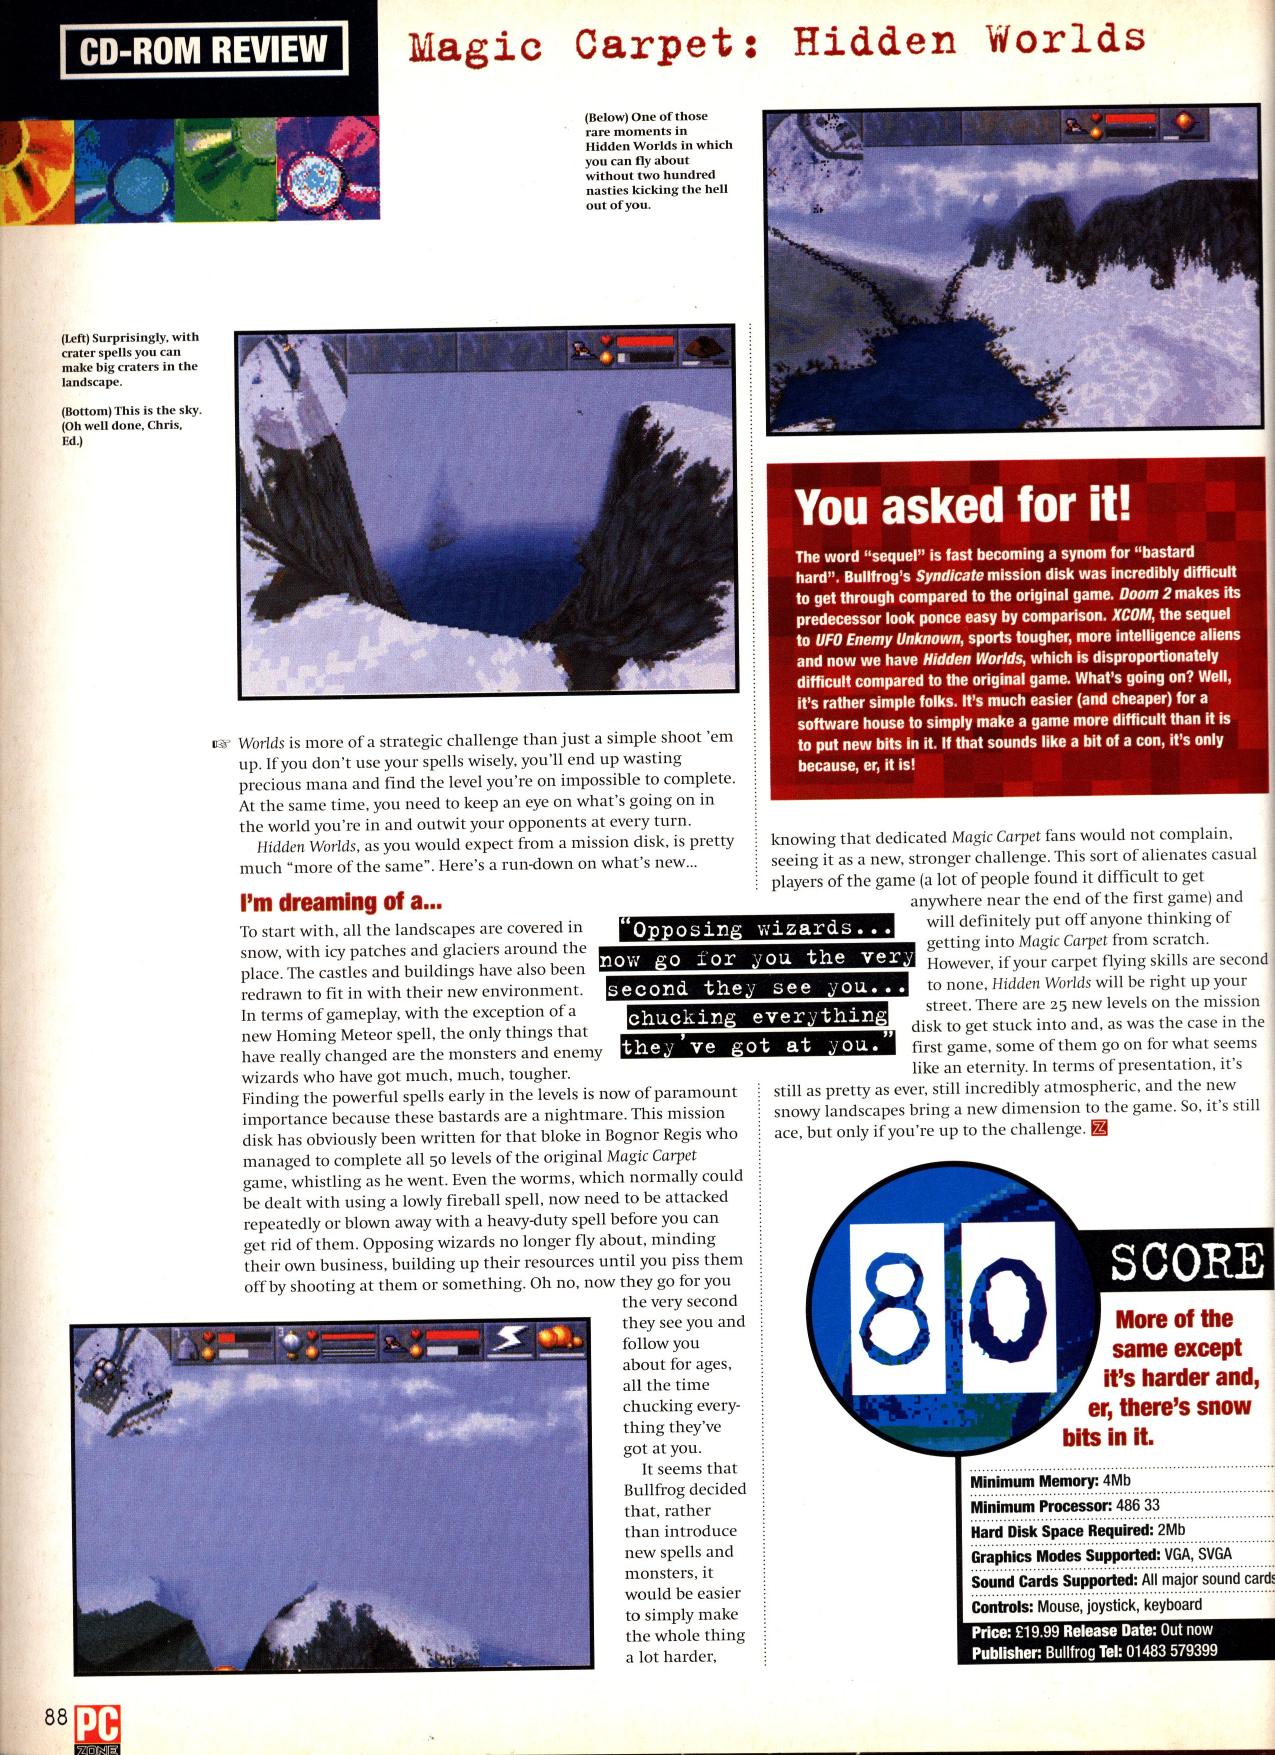 CD-ROM REVIEW
Magic Carpet: Hidden Worlds
(Below) One of those
rare moments in
Hidden Worlds in which
you can fly about
without two hundred
nasties kicking the hell
out of you.
(Left) Surprisingly, with
crater spells you can
make big craters in the
landscape.
(Bottom) This is the sky.
(Oh well done, Chris,
Ed.)
Worlds is more of a strategic challenge than just a simple shoot 'em
up. If you don't use your spells wisely, you'll end up wasting
precious mana and find the level you're on impossible to complete.
At the same time, you need to keep an eye on what's going on in
the world you're in and outwit your opponents at every turn.
Hidden Worlds, as you would expect from a mission disk, is pretty
much "more of the same". Here's a run-down on what's new...
I'm dreaming of a...
To start with, all the landscapes are covered in
snow, with icy patches and glaciers around the
place. The castles and buildings have also been
redrawn to fit in with their new environment.
In terms of gameplay, with the exception of a
new Homing Meteor spell, the only things that
have really changed are the monsters and enemy
wizards who have got much, much, tougher.
Finding the powerful spells early in the levels is now of paramount
importance because these bastards are a nightmare. This mission
disk has obviously been written for that bloke in Bognor Regis who
managed to complete all 50 levels of the original Magic Carpet
game, whistling as he went. Even the worms, which normally could
be dealt with using a lowly fireball spell, now need to be attacked
repeatedly or blown away with a heavy-duty spell before you can
get rid of them. Opposing wizards no longer fly about, minding
their own business, building up their resources until you piss them
off by shooting at them or something. Oh no, now they go for you
the very second
they see you and
follow you
about for ages,
all the time
chucking every-
thing they've
got at you.
It seems that
Bullfrog decided
that, rather
than introduce
new spells and
monsters, it
would be easier
to simply make
the whole thing
a lot harder,
"Opposing wizards...
now go for you the very
second they see you...
chucking everything
they've got at you."
You asked for it!
The word "sequel" is fast becoming a synom for "bastard
hard". Bullfrog's Syndicate mission disk was incredibly difficult
to get through compared to the original game. Doom 2 makes its
predecessor look ponce easy by comparison. XCOM, the sequel
to UFO Enemy Unknown, sports tougher, more intelligence aliens
and now we have Hidden Worlds, which is disproportionately
difficult compared to the original game. What's going on? Well,
it's rather simple folks. It's much easier (and cheaper) for a
software house to simply make a game more difficult than it is
to put new bits in it. If that sounds like a bit of a con, it's only
because, er, it is!
knowing that dedicated Magic Carpet fans would not complain,
seeing it as a new, stronger challenge. This sort of alienates casual
players of the game (a lot of people found it difficult to get
anywhere near the end of the first game) and
will definitely put off anyone thinking of
getting into Magic Carpet from scratch.
However, if your carpet flying skills are second
to none, Hidden Worlds will be right up your
street. There are 25 new levels on the mission
disk to get stuck into and, as was the case in the
first game, some of them go on for what seems
like an eternity. In terms of presentation, it's
still as pretty as ever, still incredibly atmospheric, and the new
snowy landscapes bring a new dimension to the game. So, it's still
ace, but only if you're up to the challenge. Z
80
SCORE
More of the
same except
it's harder and,
er, there's snow
bits in it.
Minimum Memory: 4Mb
Minimum Processor: 486 33
Hard Disk Space Required: 2Mb
Graphics Modes Supported: VGA, SVGA
Sound Cards Supported: All major sound cards
Controls: Mouse, joystick, keyboard
Price: £19.99 Release Date: Out now
Publisher: Bullfrog Tel: 01483 579399
88
PC
ZONE